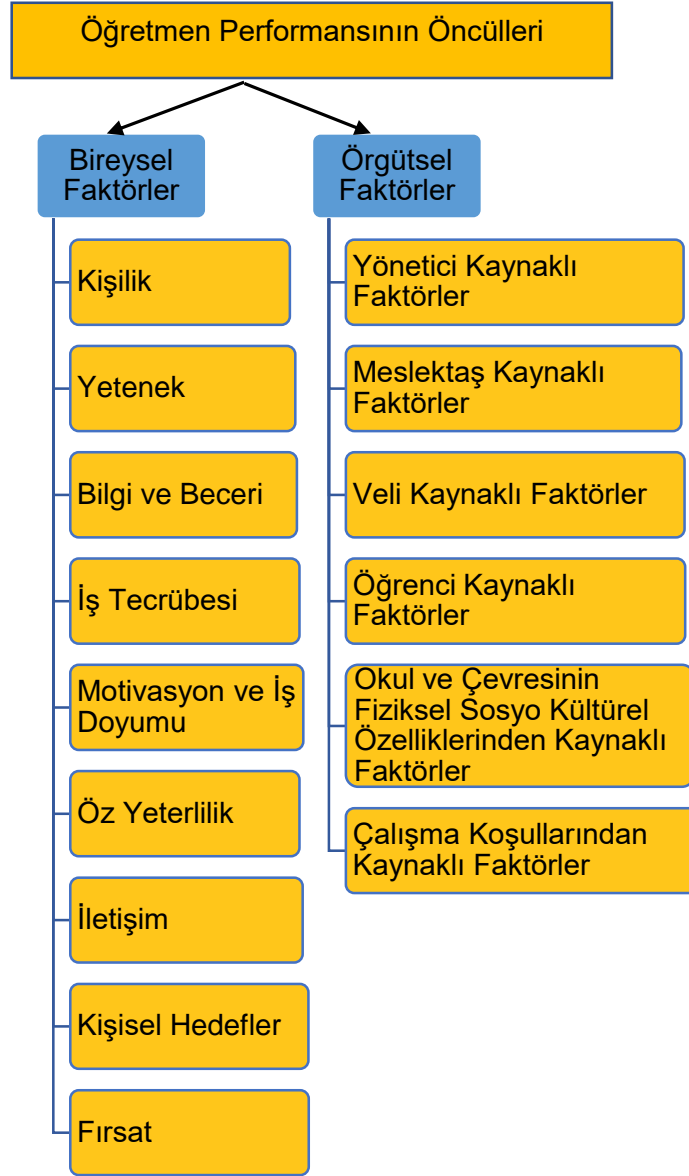 Öğretmen Performansının Öncülleri
Bireysel
Faktörler
Kişilik
Yetenek
Bilgi ve Beceri
İş Tecrübesi
Motivasyon ve İş
Doyumu
Öz Yeterlilik
İletişim
Kişisel Hedefler
Fırsat
Örgütsel
Faktörler
Yönetici Kaynaklı
Faktörler
Meslektaş Kaynaklı
Faktörler
Veli Kaynaklı Faktörler
Öğrenci Kaynaklı
Faktörler
Okul ve Çevresinin
Fiziksel Sosyo Kültürel
Özelliklerinden Kaynaklı
Faktörler
Çalışma Koşullarından
Kaynaklı Faktörler